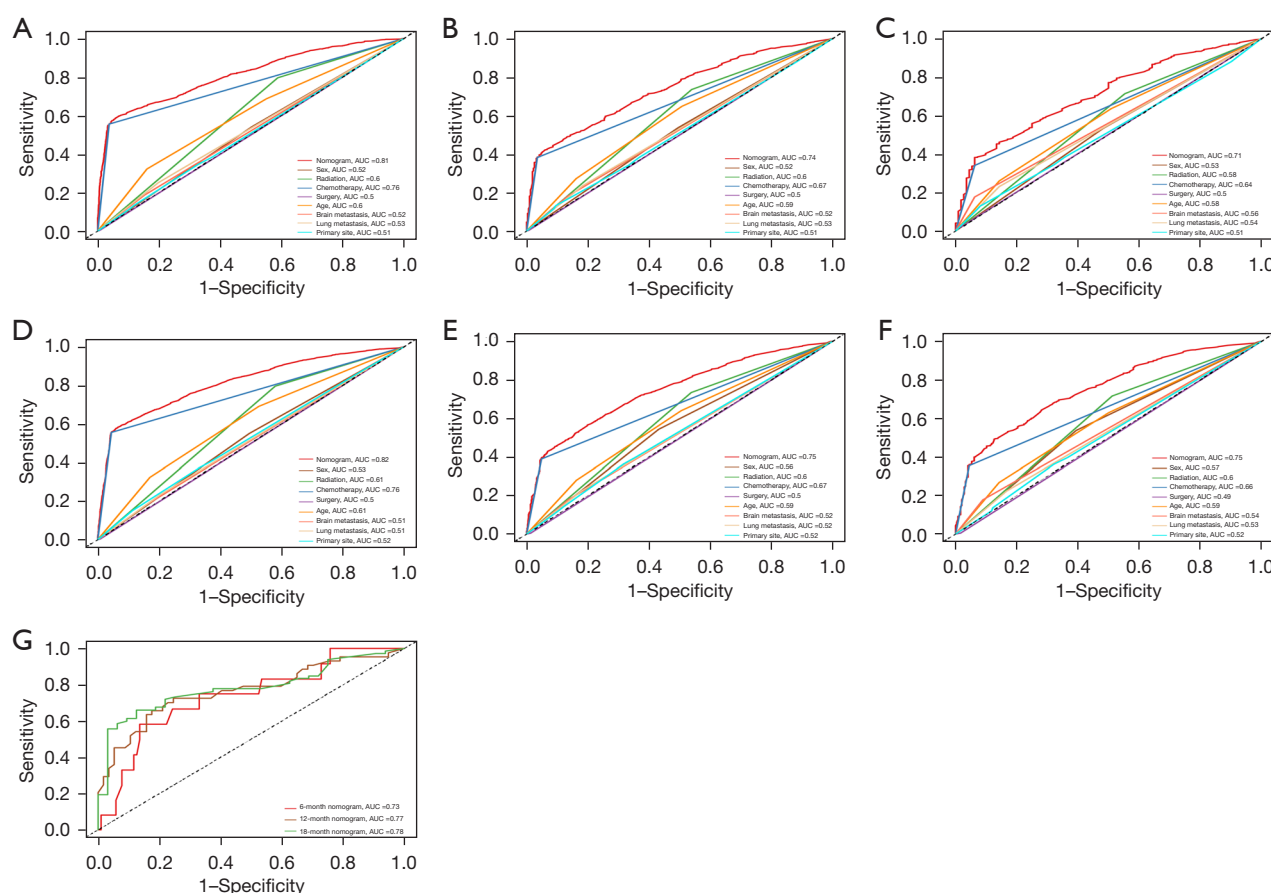 A
Sensitivity
1.0
0.8
0.6
0.4
0.2
0.0
Nomogram, AUC =0.81
Sex, AUC =0.52
Radiation, AUC =0.6
Chemotherapy, AUC =0.76
Surgery, AUC =0.5
Age, AUC =0.6
Brain metastasis, AUC =0.52
Lung metastasis, AUC =0.53
Primary site, AUC =0.51
0.0 0.2 0.4 0.6 0.8 1.0
1–Specificity
B
Sensitivity
1.0
0.8
0.6
0.4
0.2
0.0
Nomogram, AUC =0.74
Sex, AUC =0.52
Radiation, AUC =0.6
Chemotherapy, AUC =0.67
Surgery, AUC =0.5
Age, AUC =0.59
Brain metastasis, AUC =0.52
Lung metastasis, AUC =0.53
Primary site, AUC =0.51
0.0 0.2 0.4 0.6 0.8 1.0
1–Specificity
C
Sensitivity
1.0
0.8
0.6
0.4
0.2
0.0
Nomogram, AUC =0.71
Sex, AUC =0.53
Radiation, AUC =0.58
Chemotherapy, AUC =0.64
Surgery, AUC =0.5
Age, AUC =0.58
Brain metastasis, AUC =0.56
Lung metastasis, AUC =0.54
Primary site, AUC =0.51
0.0 0.2 0.4 0.6 0.8 1.0
1–Specificity
D
Sensitivity
1.0
0.8
0.6
0.4
0.2
0.0
Nomogram, AUC =0.82
Sex, AUC =0.53
Radiation, AUC =0.61
Chemotherapy, AUC =0.76
Surgery, AUC =0.5
Age, AUC =0.61
Brain metastasis, AUC =0.51
Lung metastasis, AUC =0.51
Primary site, AUC =0.52
0.0 0.2 0.4 0.6 0.8 1.0
1–Specificity
E
Sensitivity
1.0
0.8
0.6
0.4
0.2
0.0
Nomogram, AUC =0.75
Sex, AUC =0.56
Radiation, AUC =0.6
Chemotherapy, AUC =0.67
Surgery, AUC =0.5
Age, AUC =0.59
Brain metastasis, AUC =0.52
Lung metastasis, AUC =0.52
Primary site, AUC =0.52
0.0 0.2 0.4 0.6 0.8 1.0
1–Specificity
F
Sensitivity
1.0
0.8
0.6
0.4
0.2
0.0
Nomogram, AUC =0.75
Sex, AUC =0.57
Radiation, AUC =0.6
Chemotherapy, AUC =0.66
Surgery, AUC =0.49
Age, AUC =0.59
Brain metastasis, AUC =0.54
Lung metastasis, AUC =0.53
Primary site, AUC =0.52
0.0 0.2 0.4 0.6 0.8 1.0
1–Specificity
G
Sensitivity
1.0
0.8
0.6
0.4
0.2
0.0
6-month nomogram, AUC =0.73
12-month nomogram, AUC =0.77
18-month nomogram, AUC =0.78
0.0 0.2 0.4 0.6 0.8 1.0
1–Specificity